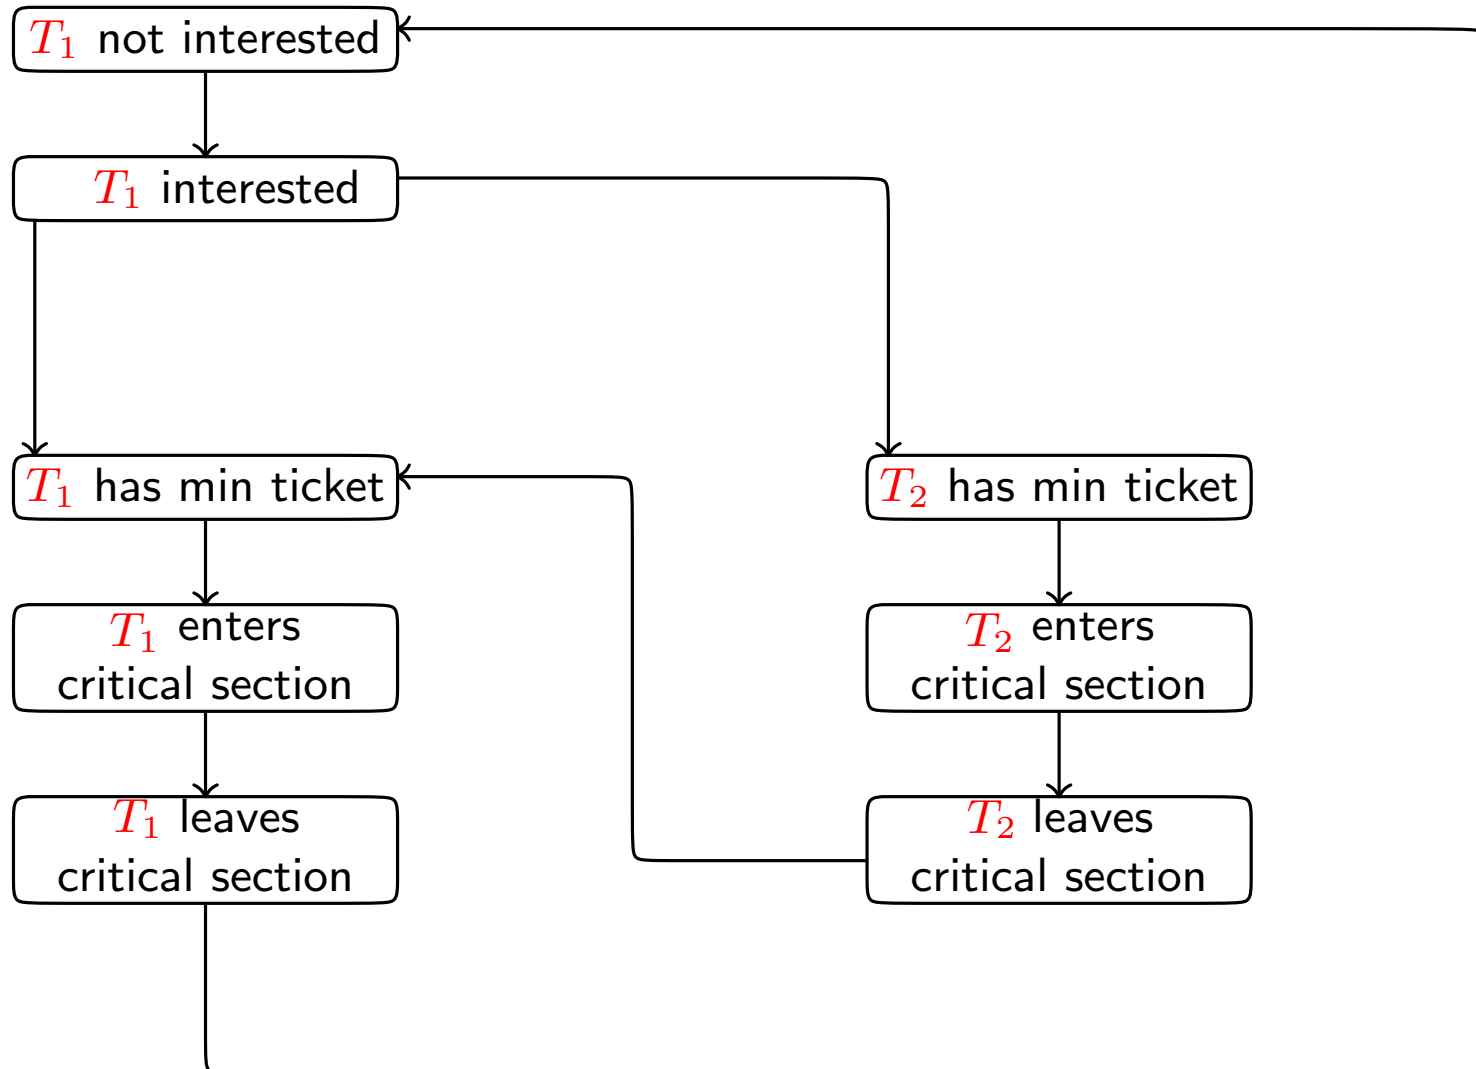 T₁ not interested
T₁ interested
T₁ has min ticket
T₂ has min ticket
T₁ enters
critical section
T₂ enters
critical section
T₁ leaves
critical section
T₂ leaves
critical section